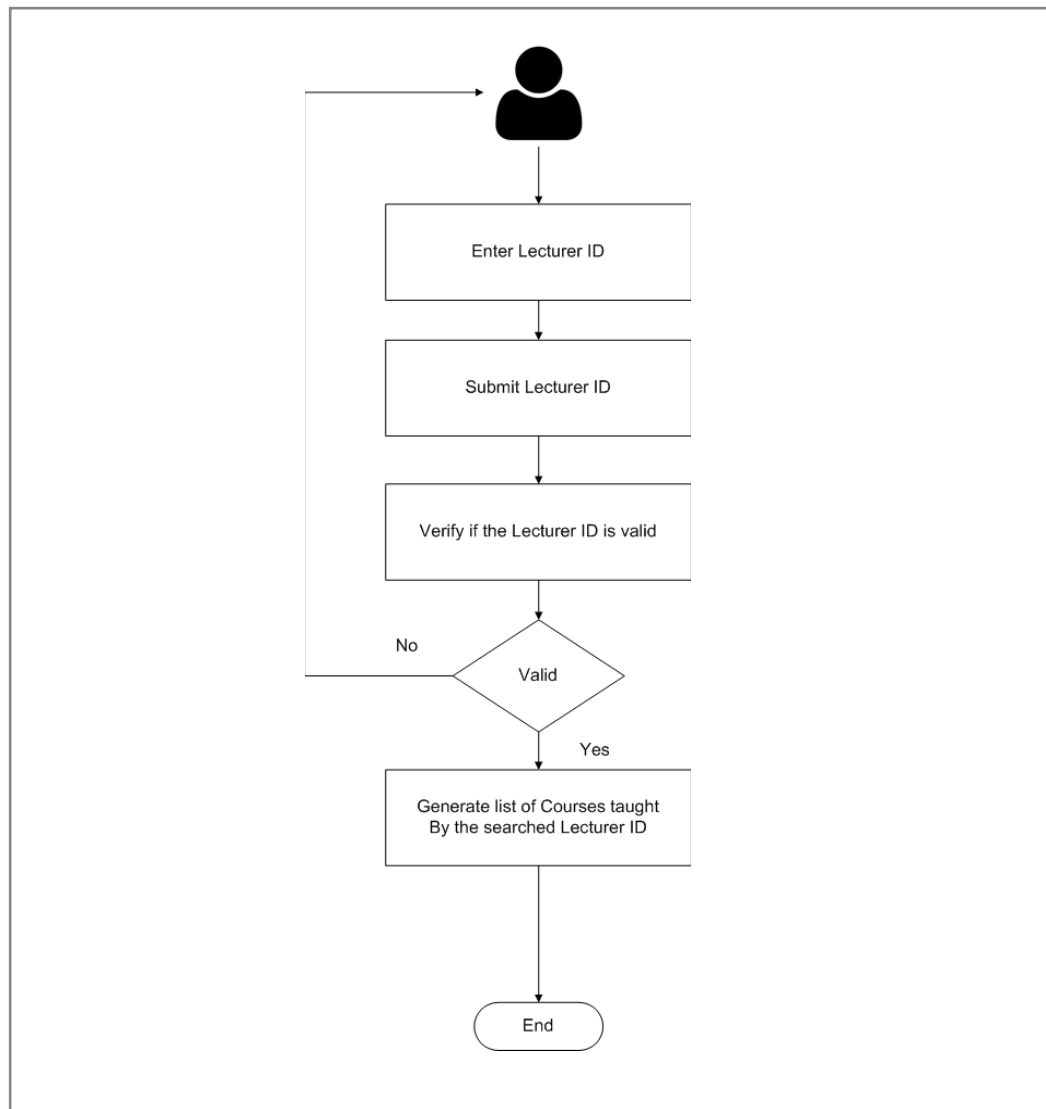 Enter Lecturer ID
Submit Lecturer ID
Verify if the Lecturer ID is valid
No
Valid
Yes
Generate list of Courses taught
By the searched Lecturer ID
End